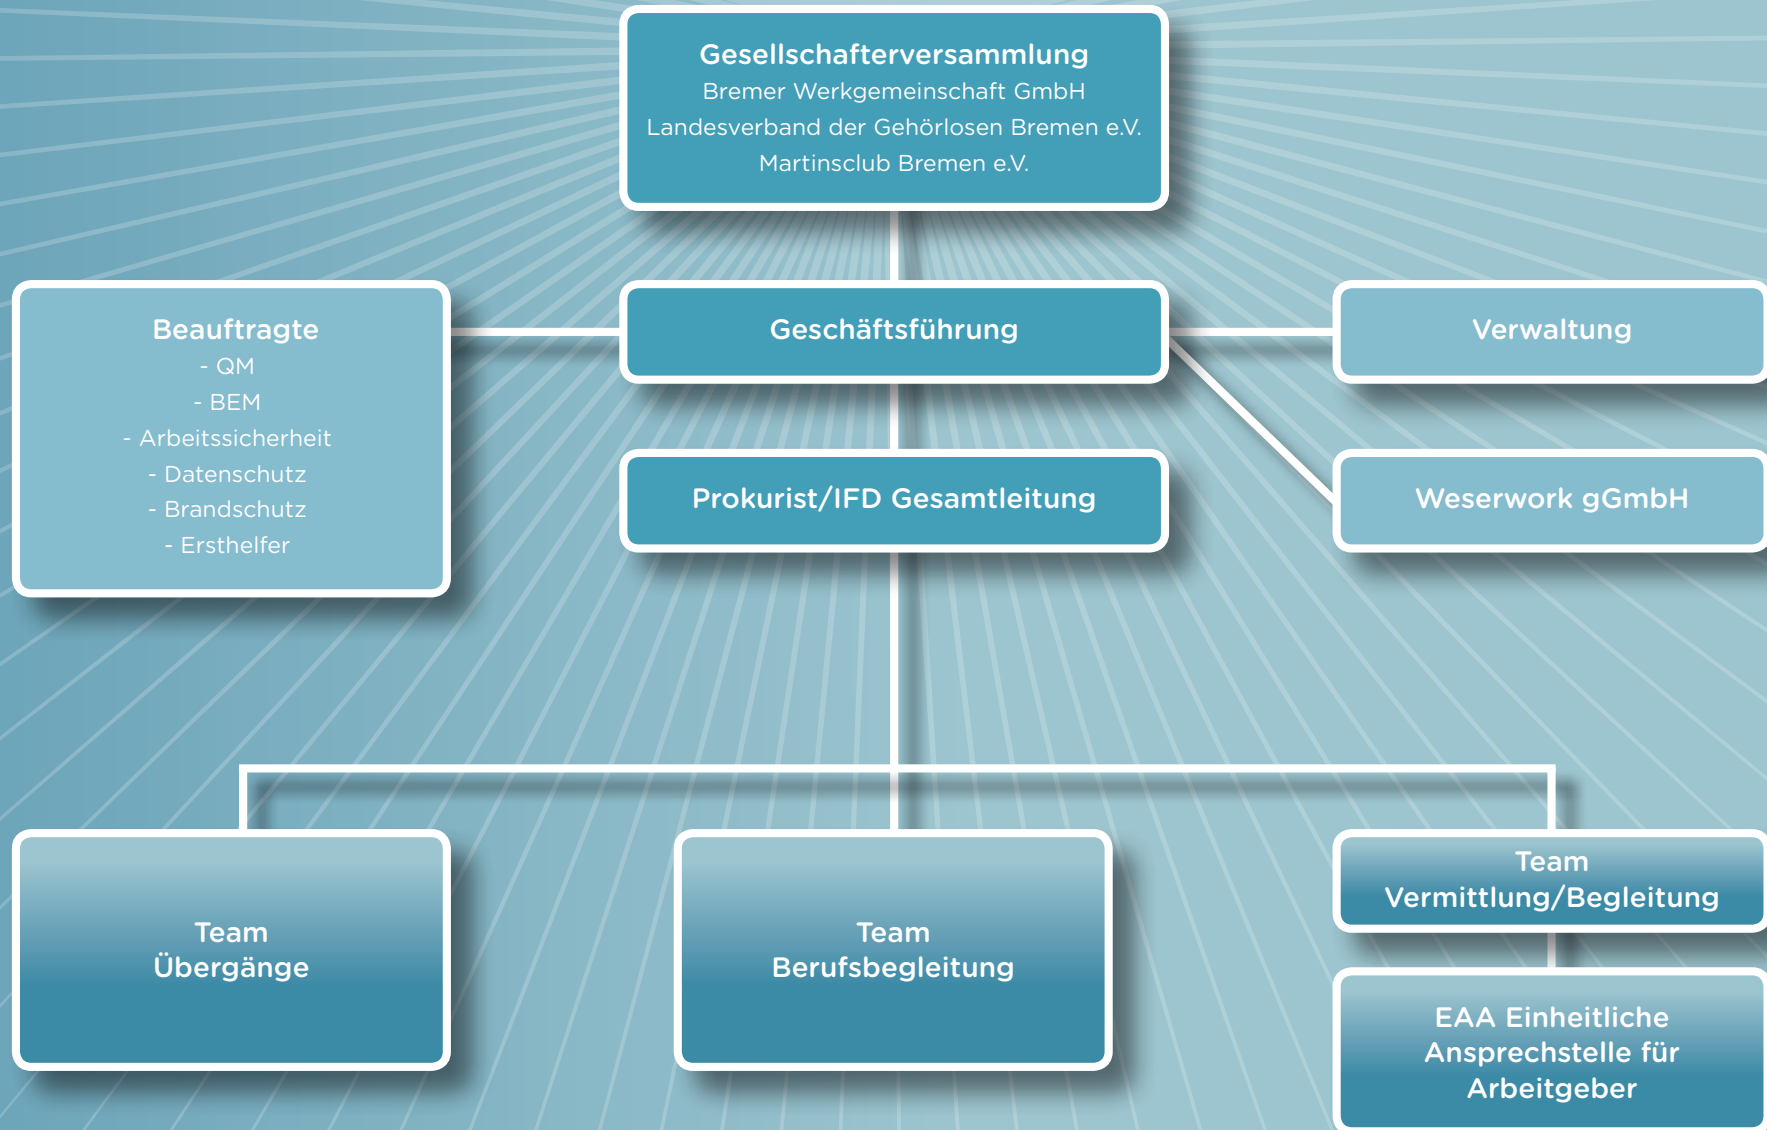 Gesellschafterversammlung
Bremer Werkgemeinschaft GmbH
Landesverband der Gehörlosen Bremen e.V.
Martinsclub Bremen e.V.
Beauftragte
- QM
- BEM
- Arbeitssicherheit
- Datenschutz
- Brandschutz
- Ersthelfer
Geschäftsführung
Verwaltung
Prokurist/IFD Gesamtleitung
Weserwork gGmbH
Team
Übergänge
Team
Berufsbegleitung
Team
Vermittlung/Begleitung
EAA Einheitliche
Ansprechstelle für
Arbeitgeber